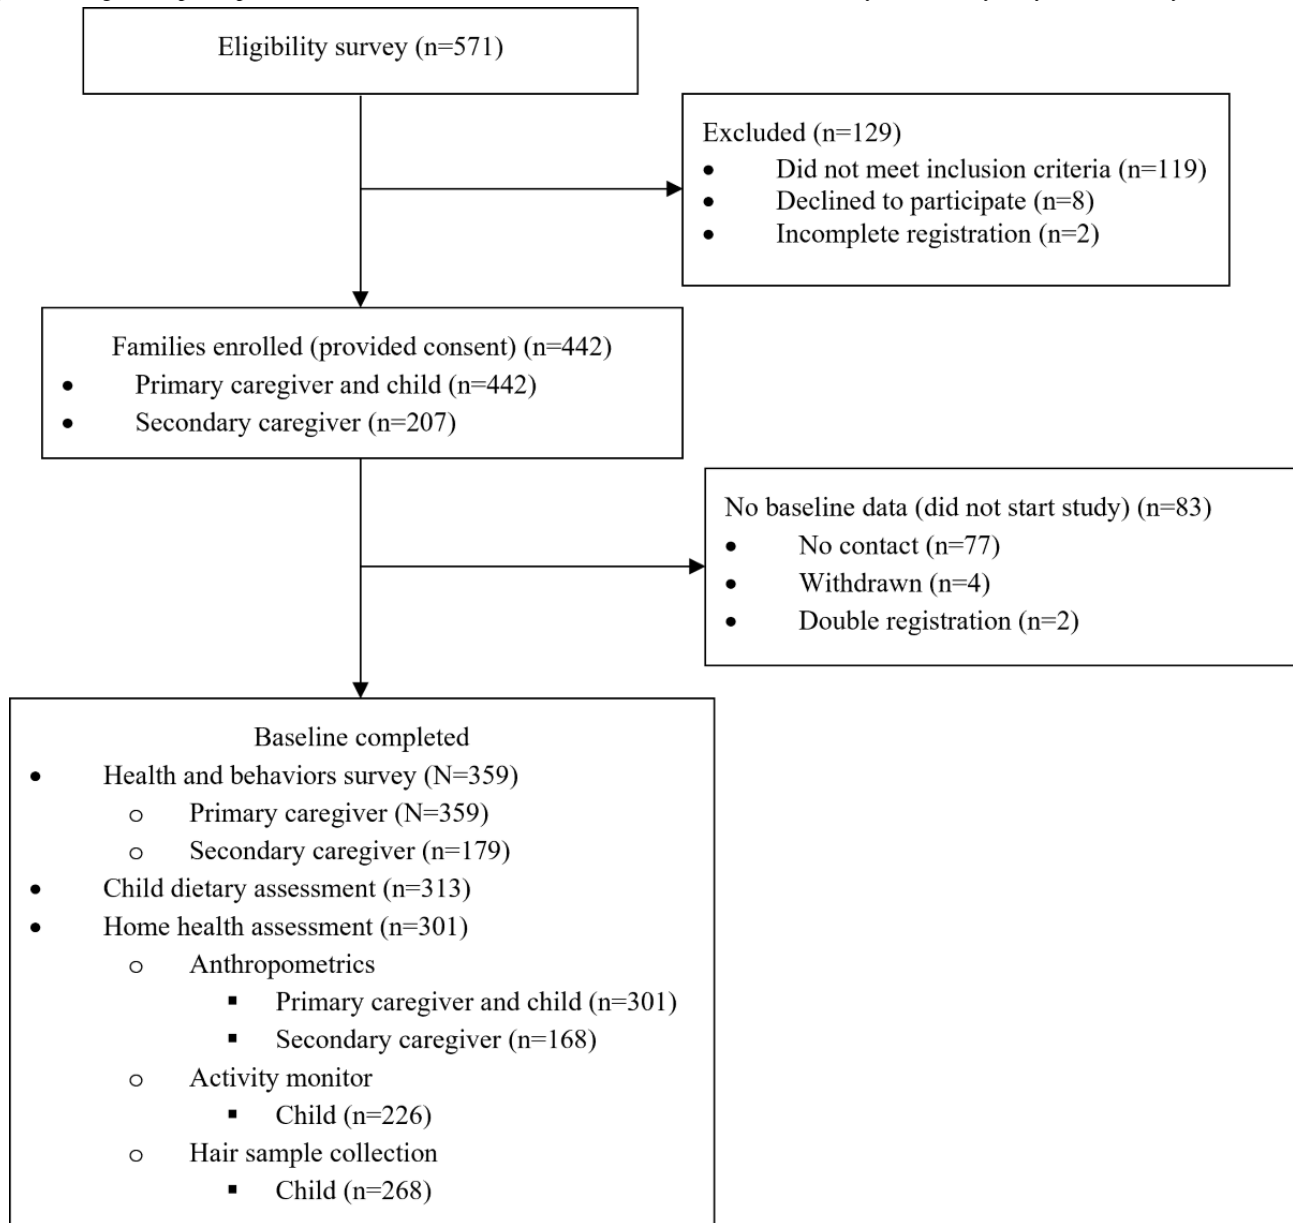 Eligibility survey (n=571)
Excluded (n=129)
• Did not meet inclusion criteria (n=119)
• Declined to participate (n=8)
• Incomplete registration (n=2)
Families enrolled (provided consent) (n=442)
• Primary caregiver and child (n=442)
• Secondary caregiver (n=207)
No baseline data (did not start study) (n=83)
• No contact (n=77)
• Withdrawn (n=4)
• Double registration (n=2)
Baseline completed
• Health and behaviors survey (N=359)
o Primary caregiver (N=359)
o Secondary caregiver (n=179)
• Child dietary assessment (n=313)
• Home health assessment (n=301)
o Anthropometrics
▪ Primary caregiver and child (n=301)
▪ Secondary caregiver (n=168)
o Activity monitor
▪ Child (n=226)
o Hair sample collection
▪ Child (n=268)